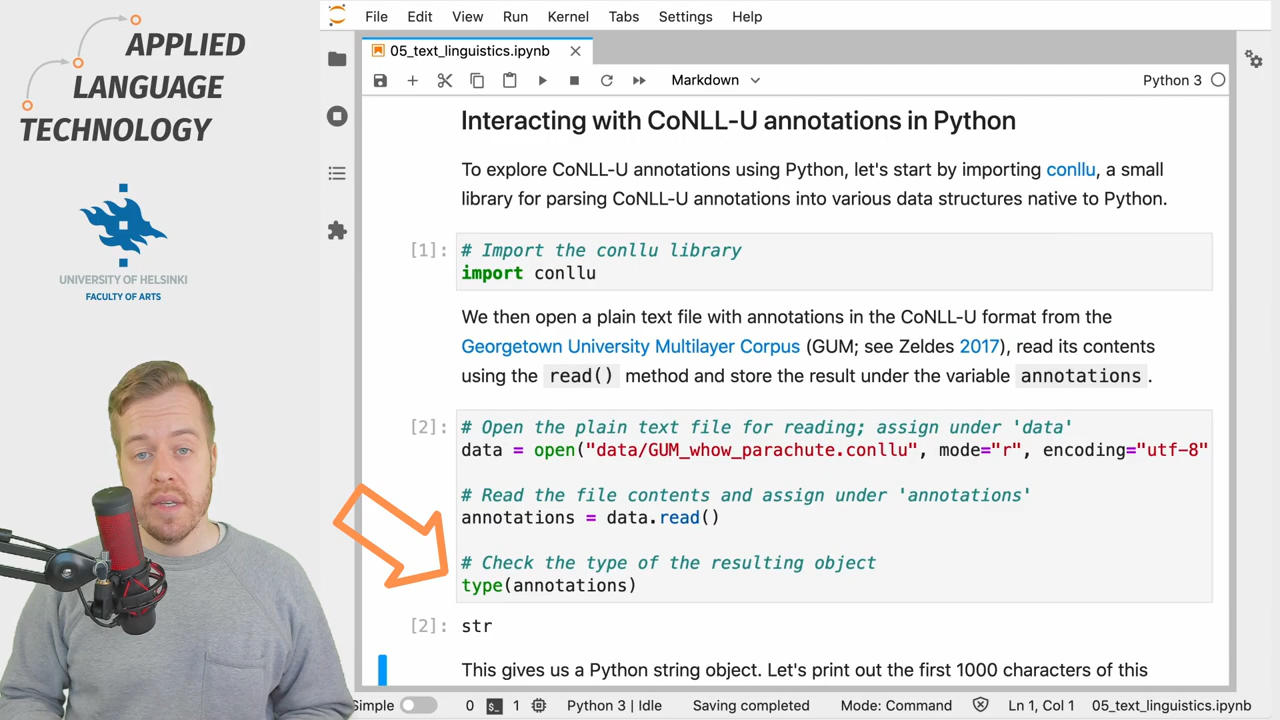 APPLIED
LANGUAGE
TECHNOLOGY
UNIVERSITY OF HELSINKI
FACULTY OF ARTS
File Edit View Run Kernel Tabs Settings Help
05_text_linguistics.ipynb
Markdown
Python 3
Interacting with CoNLL-U annotations in Python
To explore CoNLL-U annotations using Python, let's start by importing conllu, a small
library for parsing CoNLL-U annotations into various data structures native to Python.
[1]: # Import the conllu library
import conllu
We then open a plain text file with annotations in the CoNLL-U format from the
Georgetown University Multilayer Corpus (GUM; see Zeldes 2017), read its contents
using the read() method and store the result under the variable annotations.
[2]: # Open the plain text file for reading; assign under 'data'
data = open("data/GUM_whow_parachute.conllu", mode="r", encoding="utf-8"
# Read the file contents and assign under 'annotations'
annotations = data.read()
# Check the type of the resulting object
type(annotations)
[2]: str
This gives us a Python string object. Let's print out the first 1000 characters of this
Simple 0 $_ 1 Python 3 | Idle Saving completed Mode: Command Ln 1, Col 1 05_text_linguistics.ipynb